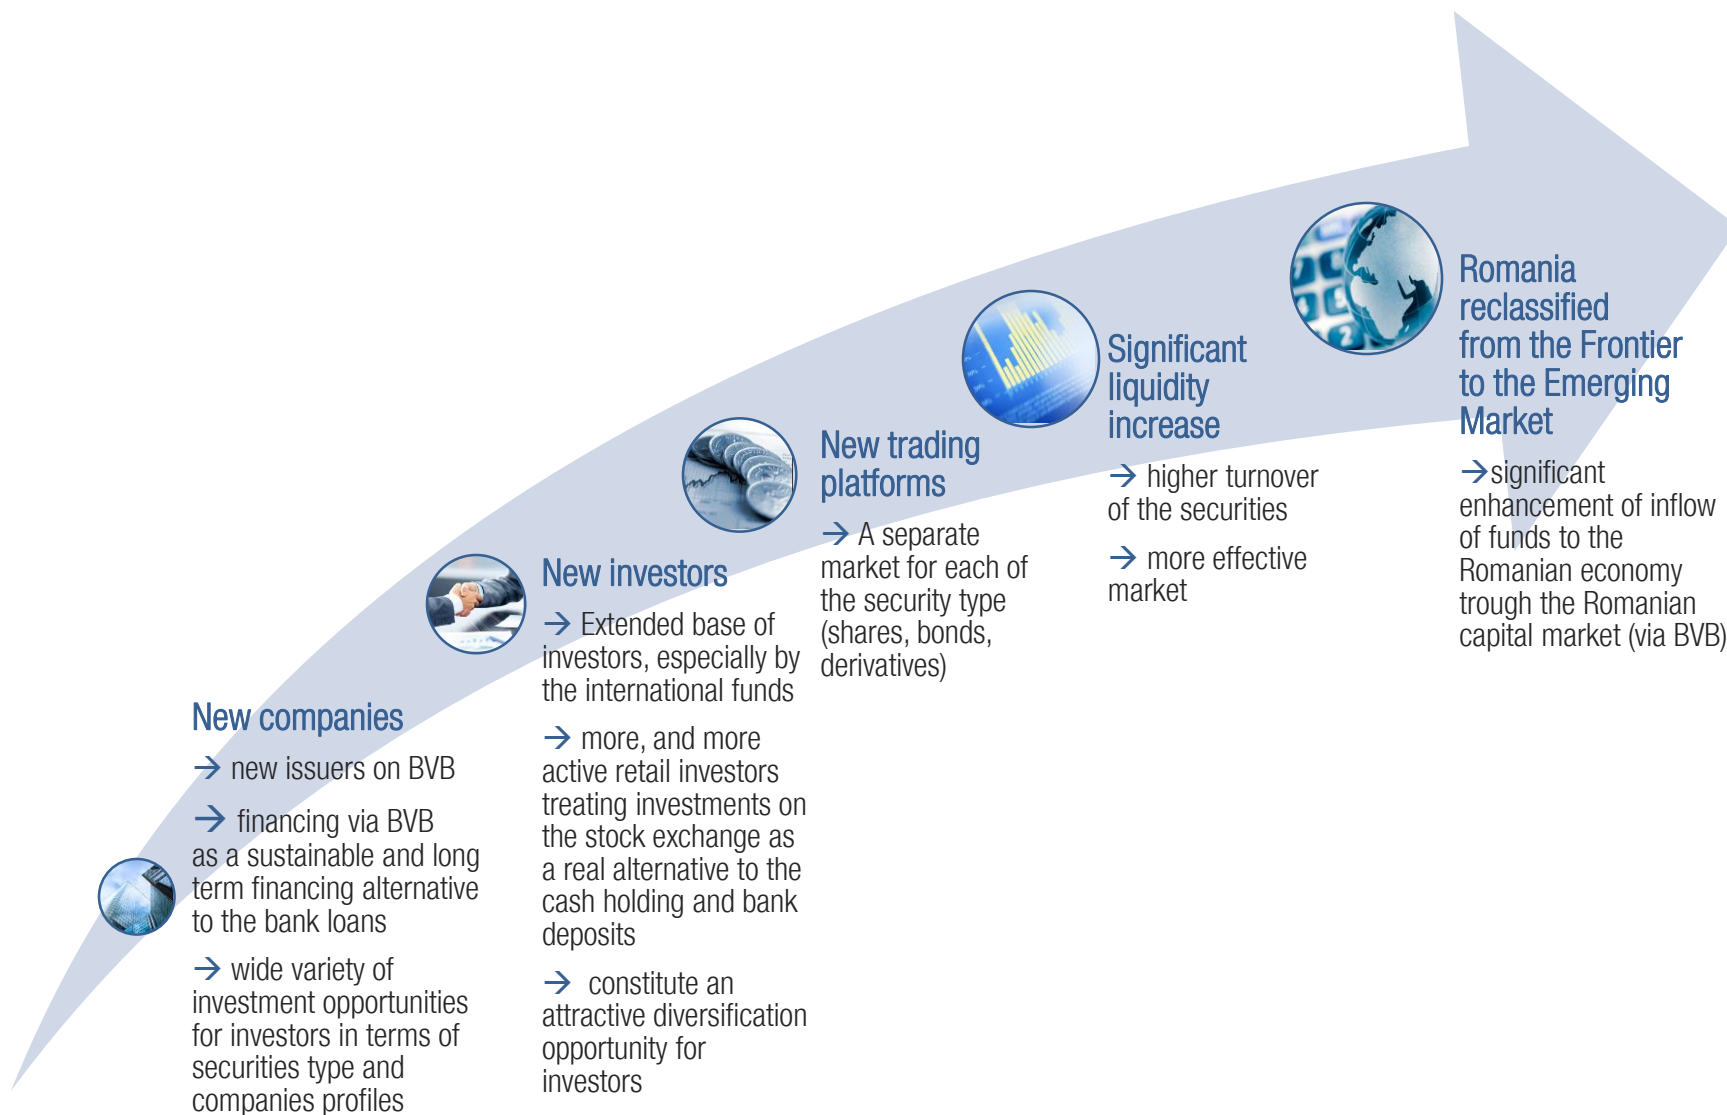 New companies
→ new issuers on BVB
→ financing via BVB
as a sustainable and long
term financing alternative
to the bank loans
→ wide variety of
investment opportunities
for investors in terms of
securities type and
companies profiles
New investors
→ Extended base of
investors, especially by
the international funds
→ more, and more
active retail investors
treating investments on
the stock exchange as
a real alternative to the
cash holding and bank
deposits
→ constitute an
attractive diversification
opportunity for
investors
New trading
platforms
→ A separate
market for each of
the security type
(shares, bonds,
derivatives)
Significant
liquidity
increase
→ higher turnover
of the securities
→ more effective
market
Romania
reclassified
from the Frontier
to the Emerging
Market
→significant
enhancement of inflow
of funds to the
Romanian economy
trough the Romanian
capital market (via BVB)